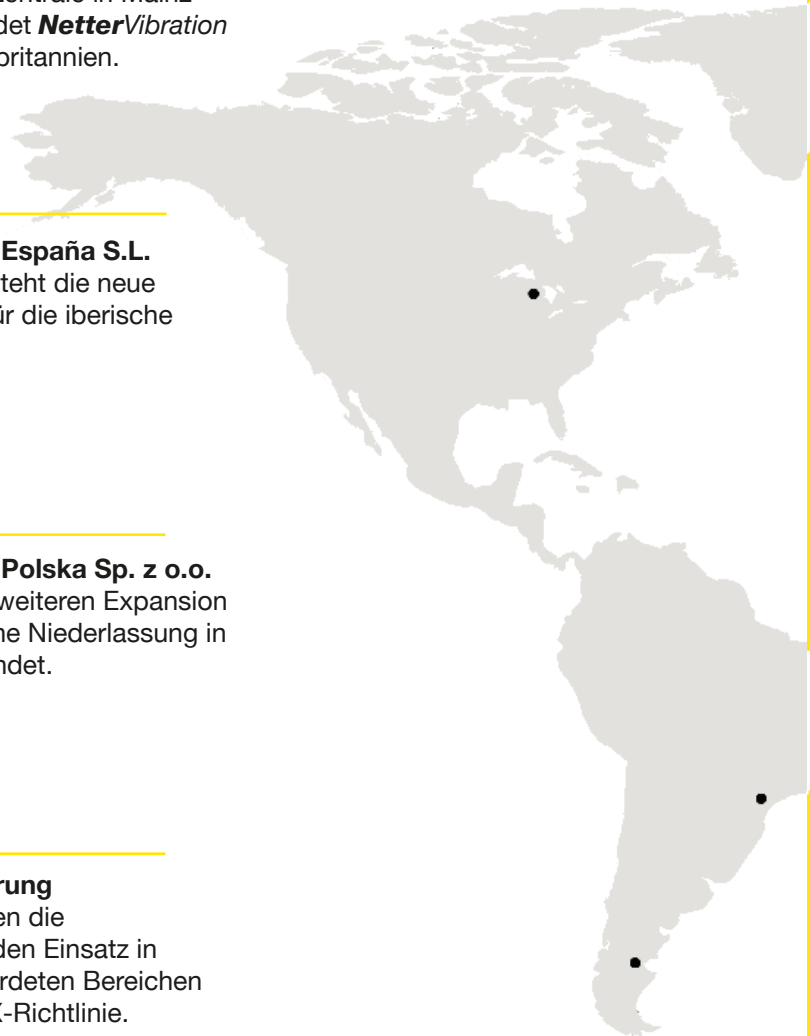 det NetterVibration
britannien.
España S.L.
teht die neue
ür die iberische
Polska Sp. z o.o.
weiteren Expansion
ne Niederlassung in
ndet.
rung
en die
den Einsatz in
rdeten Bereichen
X-Richtlinie.